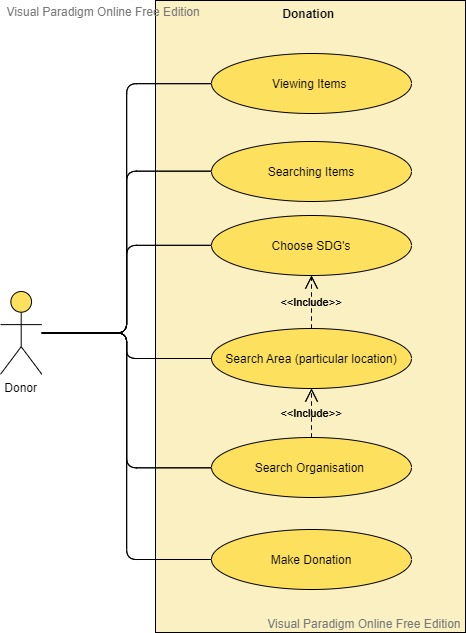 Visual Paradigm Online Free Edition
Donation
Viewing Items
Searching Items
Choose SDG's
<<Include>>
Donor
Search Area (particular location)
<<Include>>
Search Organisation
Make Donation
Visual Paradigm Online Free Edition